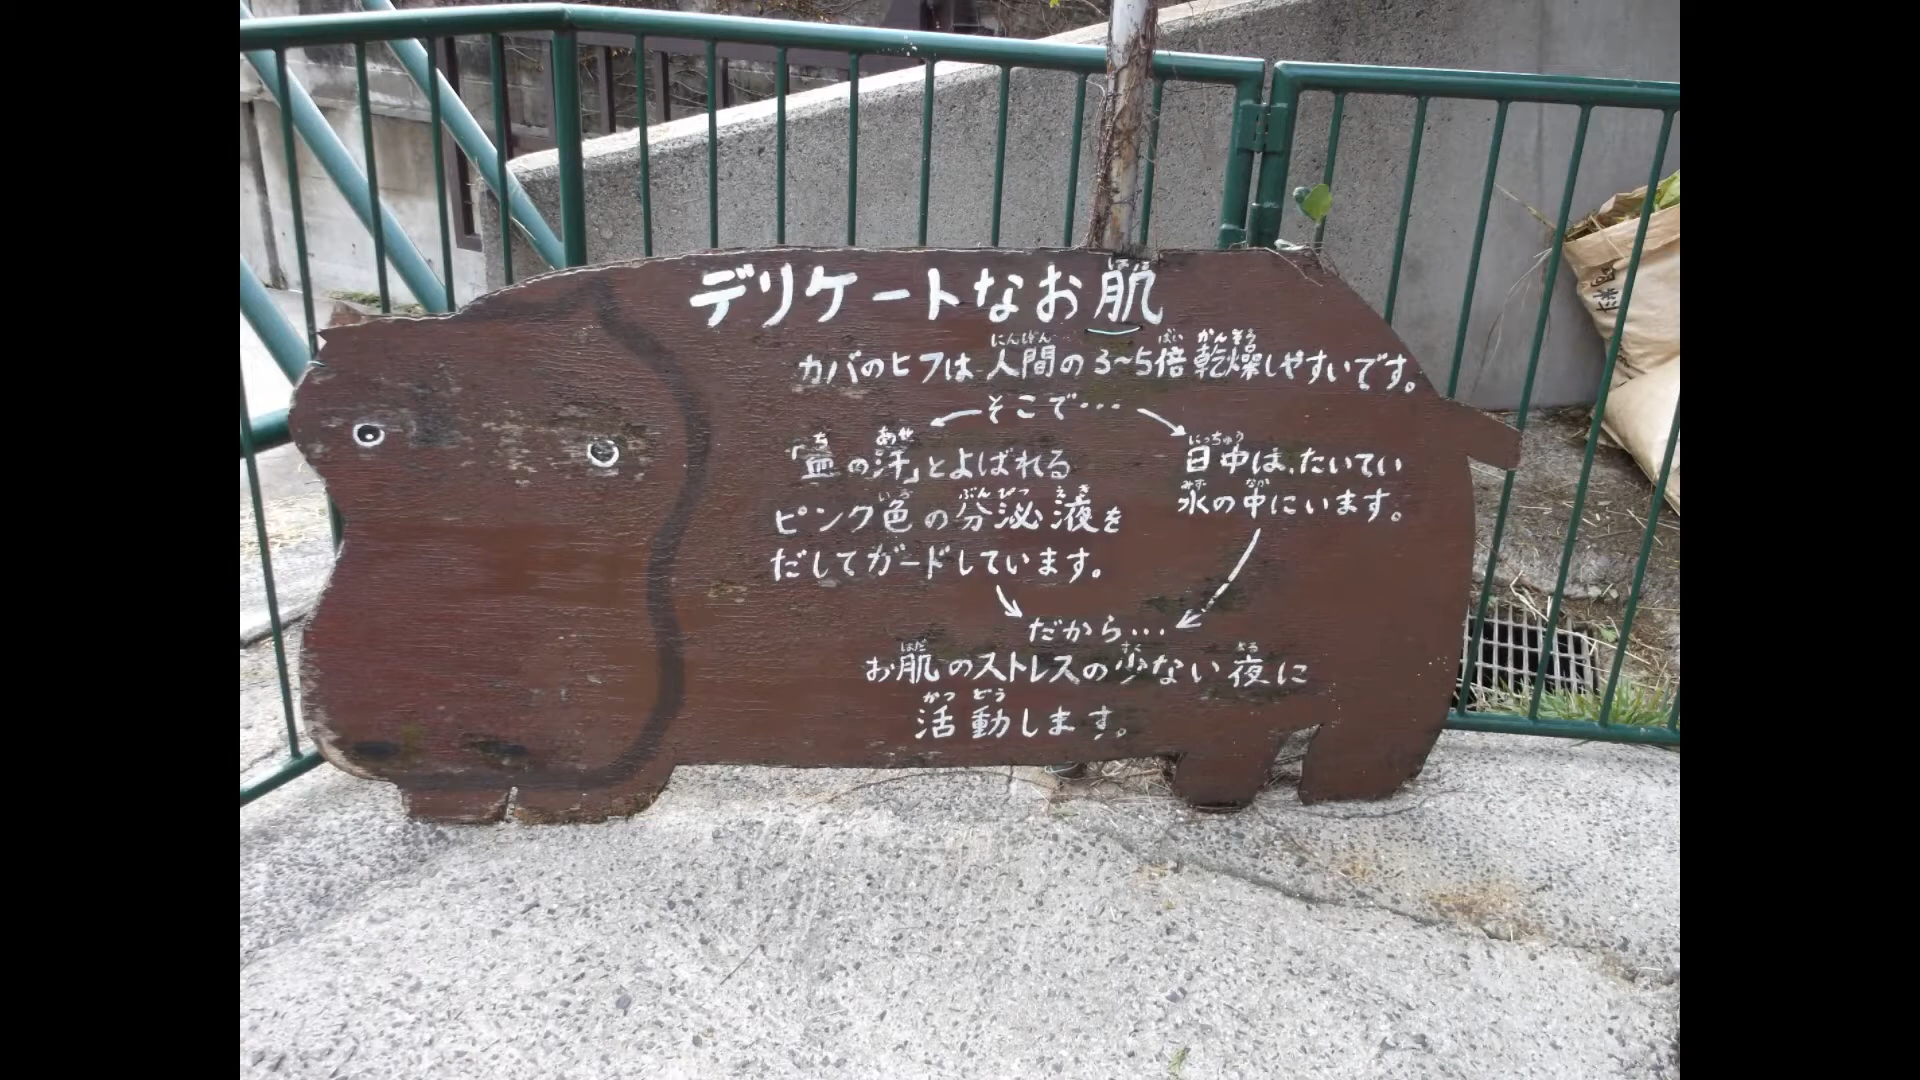 デリケートなお肌
カバのヒフは人間の3~5倍乾燥しやすいです。
そこで…
「血の汗」とよばれる
ピンク色の分泌液を
だしてガードしています。
日中は、たいてい
水の中にいます。
だから…
お肌のストレスの少ない夜に
活動します。
飼料